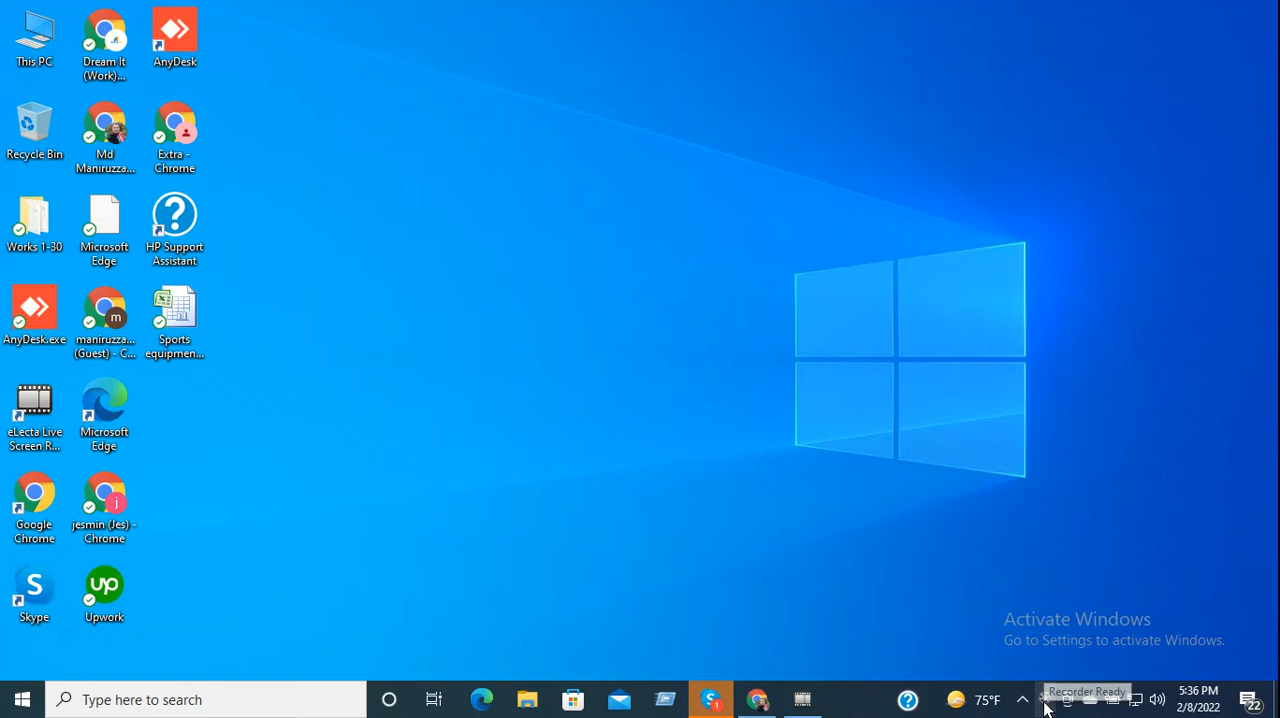 This PC
Dream It
(Work)...
AnyDesk
Recycle Bin
Md
Maniruzza...
Extra -
Chrome
Works 1-30
Microsoft
Edge
HP Support
Assistant
AnyDesk.exe
maniruzza...
(Guest) - C...
Sports
equipmen...
eLecta Live
Screen R...
Microsoft
Edge
Google
Chrome
j
jesmin (Jes) -
Chrome
m
S
Skype
up
Upwork
Activate Windows
Go to Settings to activate Windows.
Recorder Ready
Type here to search
S
1
75°F
5:36 PM
2/8/2022
22